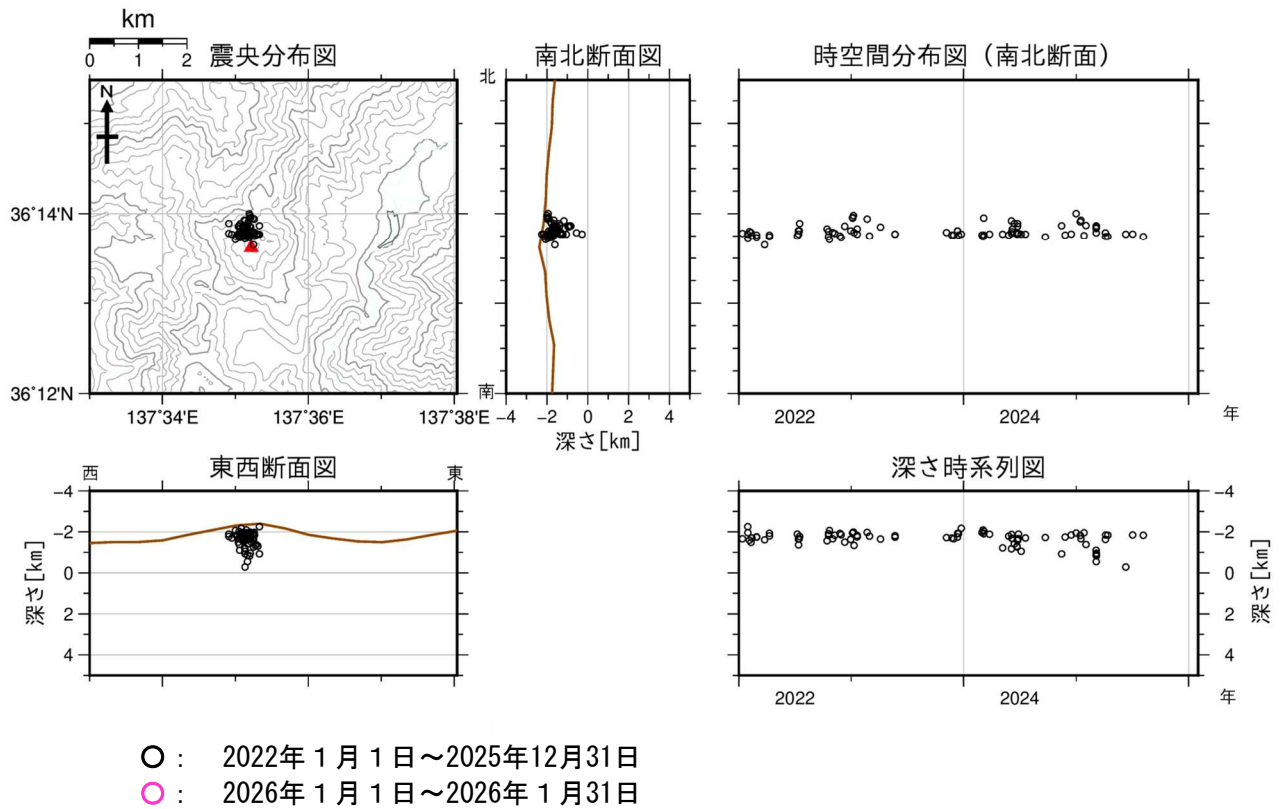 km
0 1 2
震央分布図
南北断面図
時空間分布図（南北断面）
N
北
36°14'N
36°12'N
南
137°34'E
137°36'E
137°38'E
-4 -2 0 2 4
深さ[km]
2022
2024
年
西
東西断面図
東
深さ時系列図
-4
-2
0
2
4
深さ[km]
-4
-2
0
2
4
深さ[km]
2022
2024
年
○ : 2022年１月１日～2025年12月31日
○ : 2026年１月１日～2026年１月31日